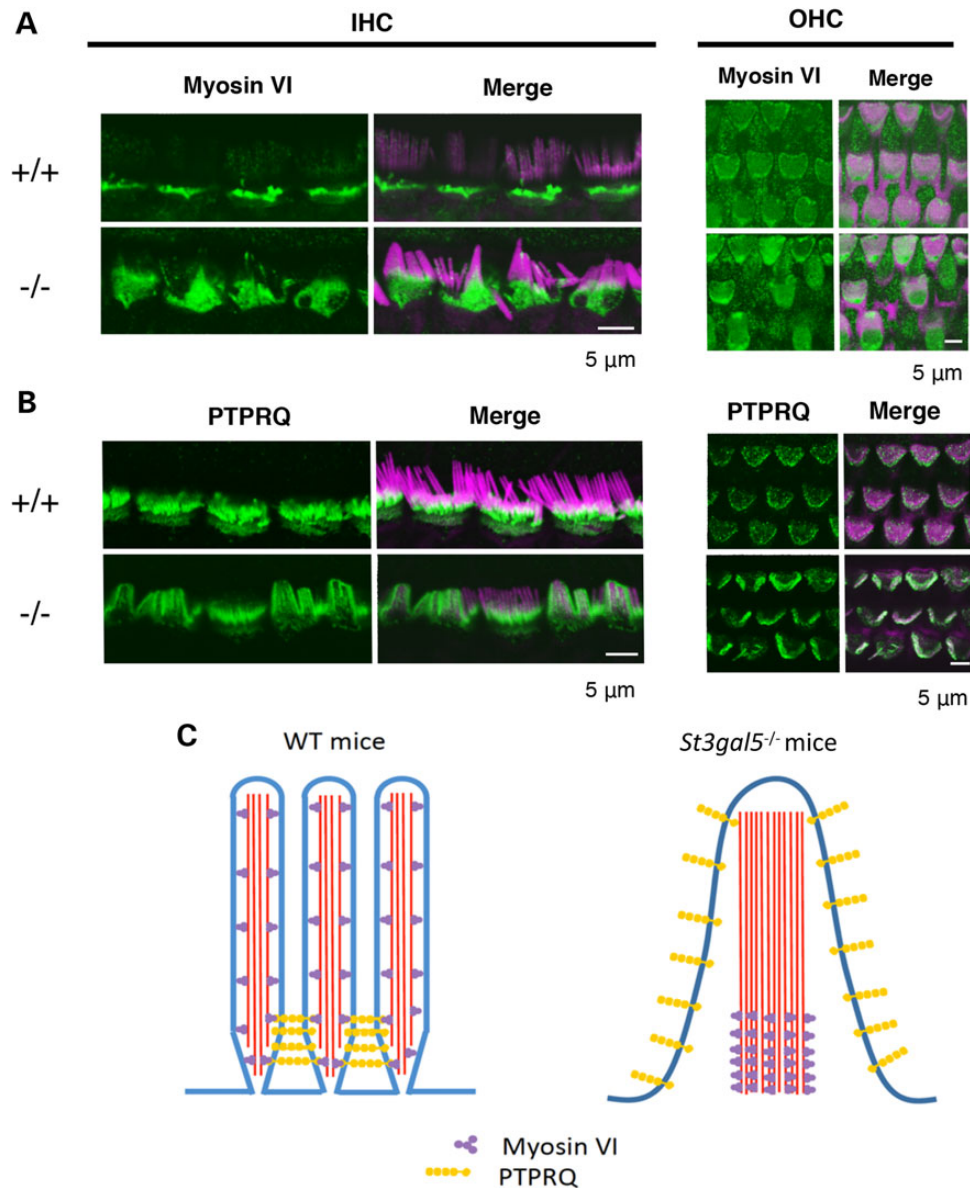 A
IHC
OHC
Myosin VI
Merge
Myosin VI
Merge
+/+
-/-
5 μm
5 μm
B
PTPRQ
Merge
PTPRQ
Merge
+/+
-/-
5 μm
5 μm
C
WT mice
St3gal5-/- mice
Myosin VI
PTPRQ